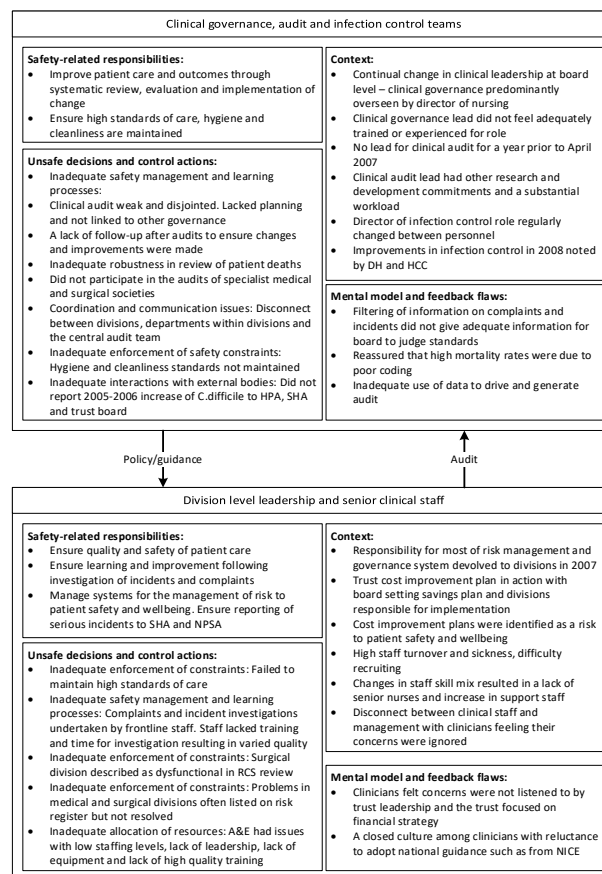 Clinical governance, audit and infection control teams
Safety-related responsibilities:
• Improve patient care and outcomes through
systematic review, evaluation and implementation of
change
• Ensure high standards of care, hygiene and
cleanliness are maintained
Unsafe decisions and control actions:
• Inadequate safety management and learning
processes:
• Clinical audit weak and disjointed. Lacked planning
and not linked to other governance
• A lack of follow-up after audits to ensure changes
and improvements were made
• Inadequate robustness in review of patient deaths
• Did not participate in the audits of specialist medical
and surgical societies
• Coordination and communication issues: Disconnect
between divisions, departments within divisions and
the central audit team
• Inadequate enforcement of safety constraints:
Hygiene and cleanliness standards not maintained
• Inadequate interactions with external bodies: Did not
report 2005-2006 increase of C.difficile to HPA, SHA
and trust board
Context:
• Continual change in clinical leadership at board
level – clinical governance predominantly
overseen by director of nursing
• Clinical governance lead did not feel adequately
trained or experienced for role
• No lead for clinical audit for a year prior to April
2007
• Clinical audit lead had other research and
development commitments and a substantial
workload
• Director of infection control role regularly
changed between personnel
• Improvements in infection control in 2008 noted
by DH and HCC
Mental model and feedback flaws:
• Filtering of information on complaints and
incidents did not give adequate information for
board to judge standards
• Reassured that high mortality rates were due to
poor coding
• Inadequate use of data to drive and generate
audit
Policy/guidance
Audit
Division level leadership and senior clinical staff
Safety-related responsibilities:
• Ensure quality and safety of patient care
• Ensure learning and improvement following
investigation of incidents and complaints
• Manage systems for the management of risk to
patient safety and wellbeing. Ensure reporting of
serious incidents to SHA and NPSA
Unsafe decisions and control actions:
• Inadequate enforcement of constraints: Failed to
maintain high standards of care
• Inadequate safety management and learning
processes: Complaints and incident investigations
undertaken by frontline staff. Staff lacked training
and time for investigation resulting in varied quality
• Inadequate enforcement of constraints: Surgical
division described as dysfunctional in RCS review
• Inadequate enforcement of constraints: Problems in
medical and surgical divisions often listed on risk
register but not resolved
• Inadequate allocation of resources: A&E had issues
with low staffing levels, lack of leadership, lack of
equipment and lack of high quality training
Context:
• Responsibility for most of risk management and
governance system devolved to divisions in 2007
• Trust cost improvement plan in action with
board setting savings plan and divisions
responsible for implementation
• Cost improvement plans were identified as a risk
to patient safety and wellbeing
• High staff turnover and sickness, difficulty
recruiting
• Changes in staff skill mix resulted in a lack of
senior nurses and increase in support staff
• Disconnect between clinical staff and
management with clinicians feeling their
concerns were ignored
Mental model and feedback flaws:
• Clinicians felt concerns were not listened to by
trust leadership and the trust focused on
financial strategy
• A closed culture among clinicians with reluctance
to adopt national guidance such as from NICE